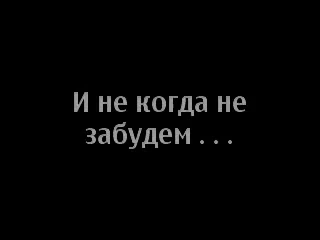 И не когда не
забудем . . .